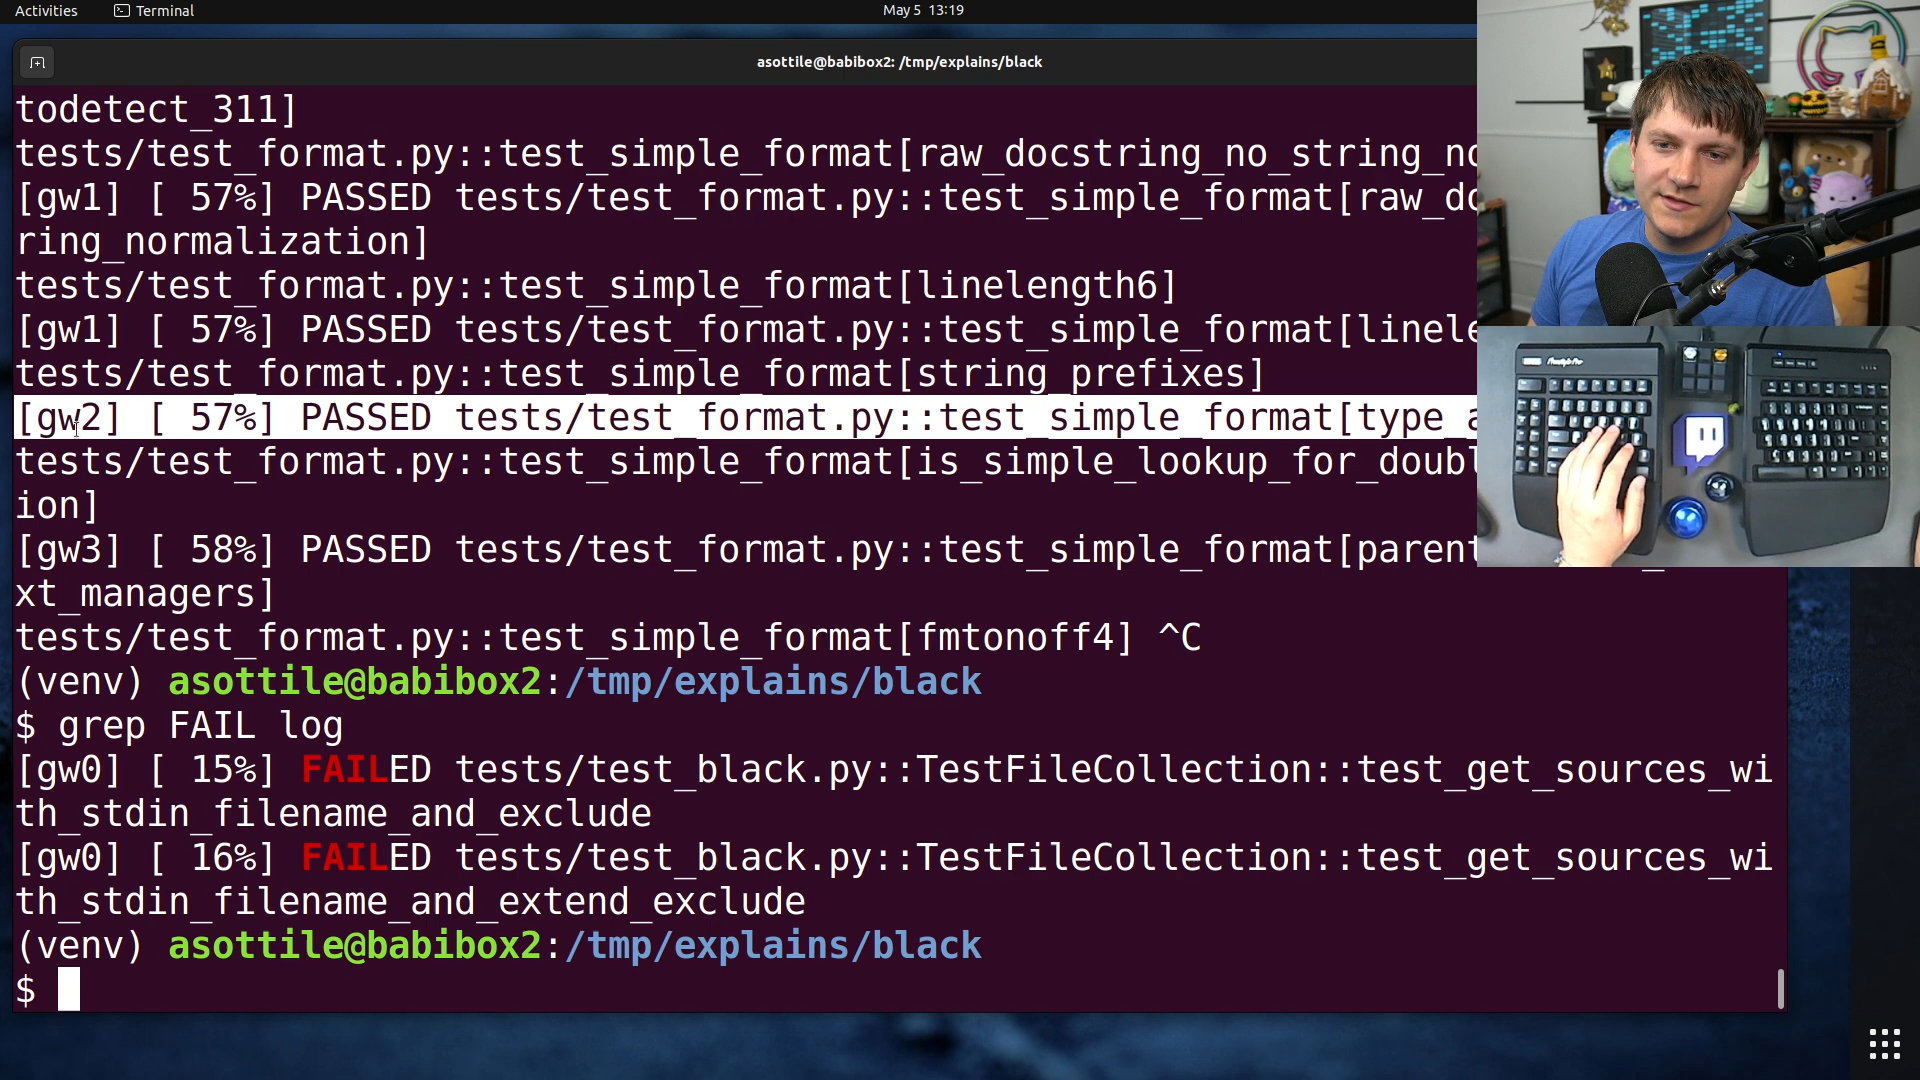 Activities
Terminal
May 5 13:19
asottile@babibox2: /tmp/explains/black
todetect_311]
tests/test_format.py::test_simple_format[raw_docstring_no_string_no
[gw1] [ 57%] PASSED tests/test_format.py::test_simple_format[raw_do
ring_normalization]
tests/test_format.py::test_simple_format[linelength6]
[gw1] [ 57%] PASSED tests/test_format.py::test_simple_format[linele
tests/test_format.py::test_simple_format[string_prefixes]
[gw2] [ 57%] PASSED tests/test_format.py::test_simple_format[type_a
tests/test_format.py::test_simple_format[is_simple_lookup_for_doubl
ion]
[gw3] [ 58%] PASSED tests/test_format.py::test_simple_format[parent
xt_managers]
tests/test_format.py::test_simple_format[fmtonoff4] ^C
(venv) asottile@babibox2:/tmp/explains/black
$ grep FAIL log
[gw0] [ 15%] FAILED tests/test_black.py::TestFileCollection::test_get_sources_wi
th_stdin_filename_and_exclude
[gw0] [ 16%] FAILED tests/test_black.py::TestFileCollection::test_get_sources_wi
th_stdin_filename_and_extend_exclude
(venv) asottile@babibox2:/tmp/explains/black
$
Freestyle Pro